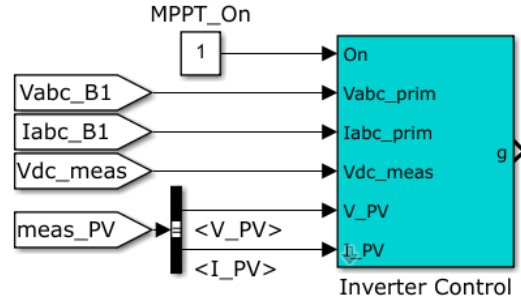 MPPT_On
1
On
Vabc_B1
Vabc_prim
Iabc_B1
Iabc_prim
Vdc_meas
Vdc_meas
g
meas_PV
V_PV
<V_PV>
I_PV
<I_PV>
Inverter Control